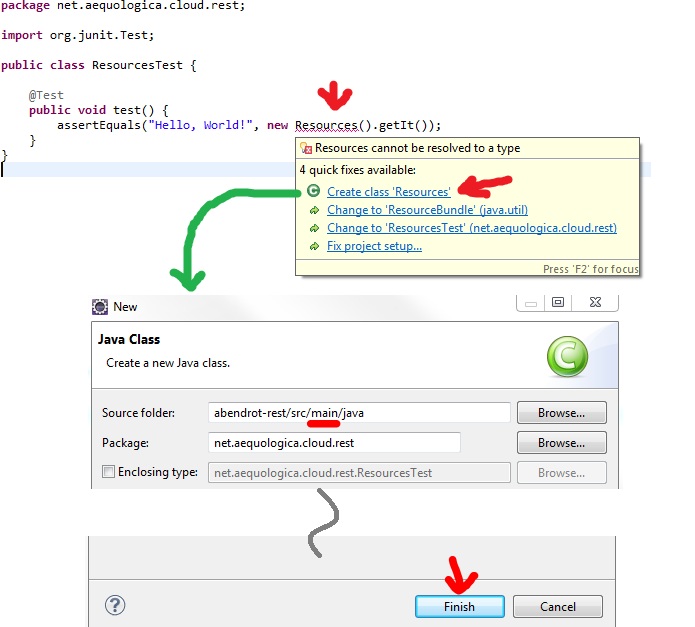 package net.aequologica.cloud.rest;
import org.junit.Test;
public class ResourcesTest {
@Test
public void test() {
assertEquals("Hello, World!", new Resources().getIt());
}
}
Resources cannot be resolved to a type
4 quick fixes available:
Create class 'Resources'
Change to 'ResourceBundle' (java.util)
Change to 'ResourcesTest' (net.aequologica.cloud.rest)
Fix project setup...
Press 'F2' for focus
New
Java Class
Create a new Java class.
C
Source folder: abendrot-rest/src/main/java Browse...
Package: net.aequologica.cloud.rest Browse...
Enclosing type: net.aequologica.cloud.rest.ResourcesTest Browse...
? Finish Cancel